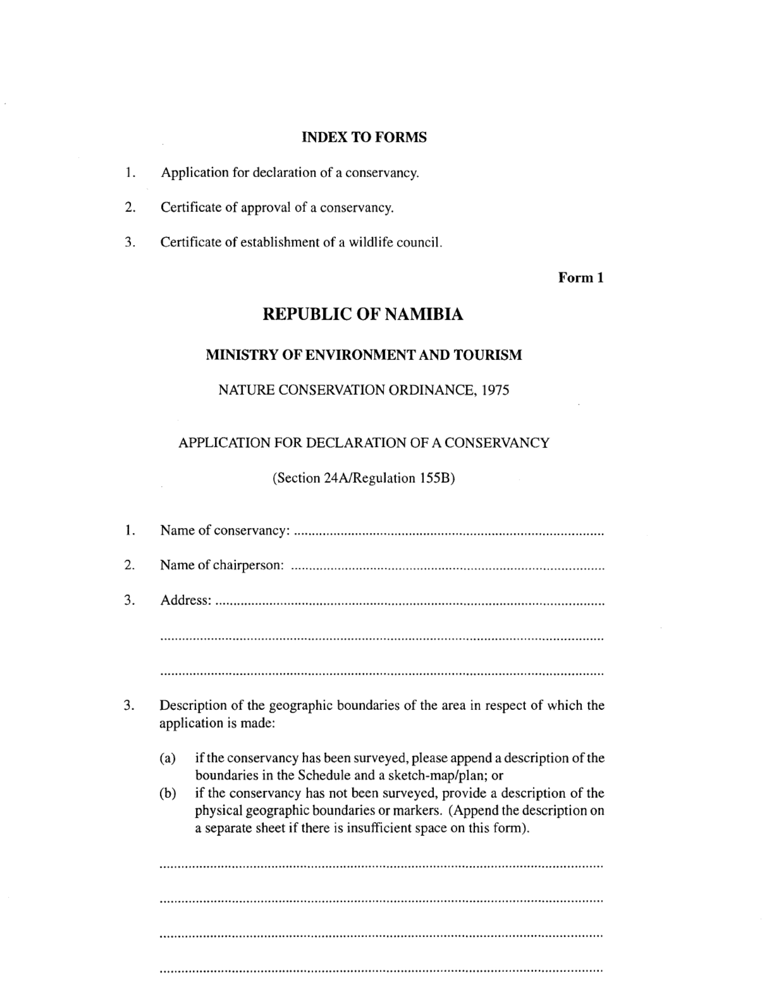 INDEX TO FORMS
1. Application for declaration of a conservancy.
2. Certificate of approval of a conservancy.
3. Certificate of establishment of a wildlife council.
Form 1
REPUBLIC OF NAMIBIA
MINISTRY OF ENVIRONMENT AND TOURISM
NATURE CONSERVATION ORDINANCE, 1975
APPLICATION FOR DECLARATION OF A CONSERVANCY
(Section 24A/Regulation 155B)
1. Name of conservancy: ......................................................................................
2. Name of chairperson: .......................................................................................
3. Address: ............................................................................................................
...........................................................................................................................
...........................................................................................................................
3. Description of the geographic boundaries of the area in respect of which the
application is made:
(a) if the conservancy has been surveyed, please append a description of the
boundaries in the Schedule and a sketch-map/plan; or
(b) if the conservancy has not been surveyed, provide a description of the
physical geographic boundaries or markers. (Append the description on
a separate sheet if there is insufficient space on this form).
...........................................................................................................................
...........................................................................................................................
...........................................................................................................................
...........................................................................................................................